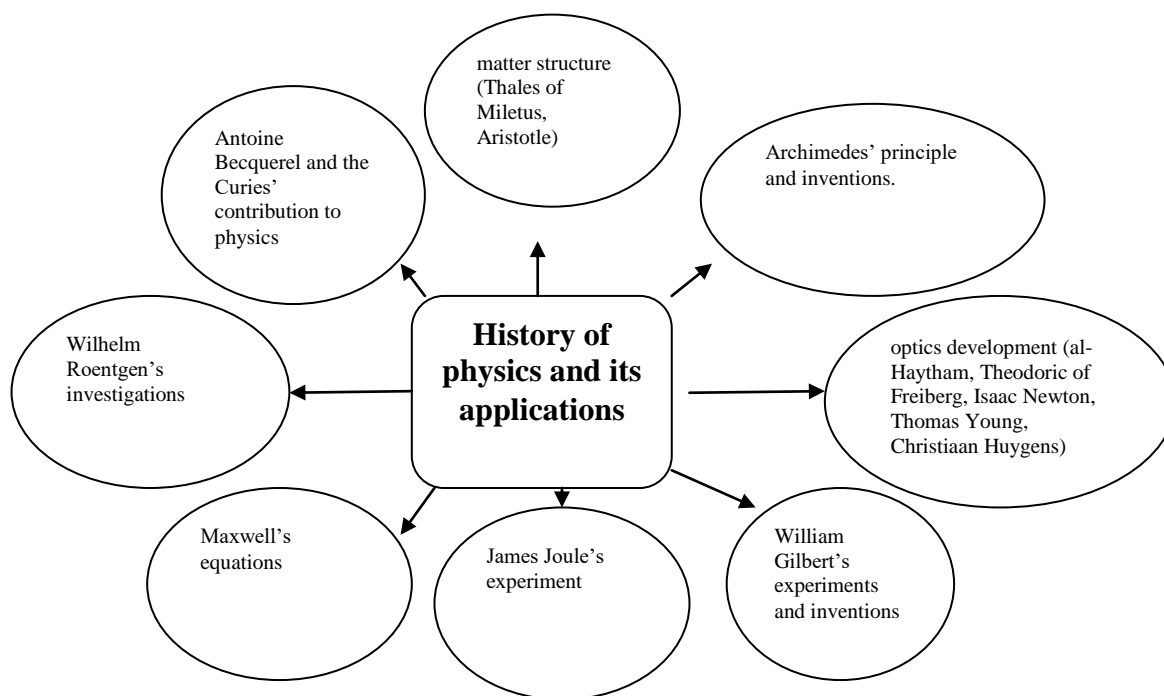 matter structure
(Thales of
Miletus,
Aristotle)
Antoine
Becquerel and the
Curies’
contribution to
physics
Archimedes’ principle
and inventions.
History of
physics and its
applications
Wilhelm
Roentgen’s
investigations
optics development (al-
Haytham, Theodoric of
Freiberg, Isaac Newton,
Thomas Young,
Christiaan Huygens)
Maxwell’s
equations
James Joule’s
experiment
William
Gilbert’s
experiments
and inventions